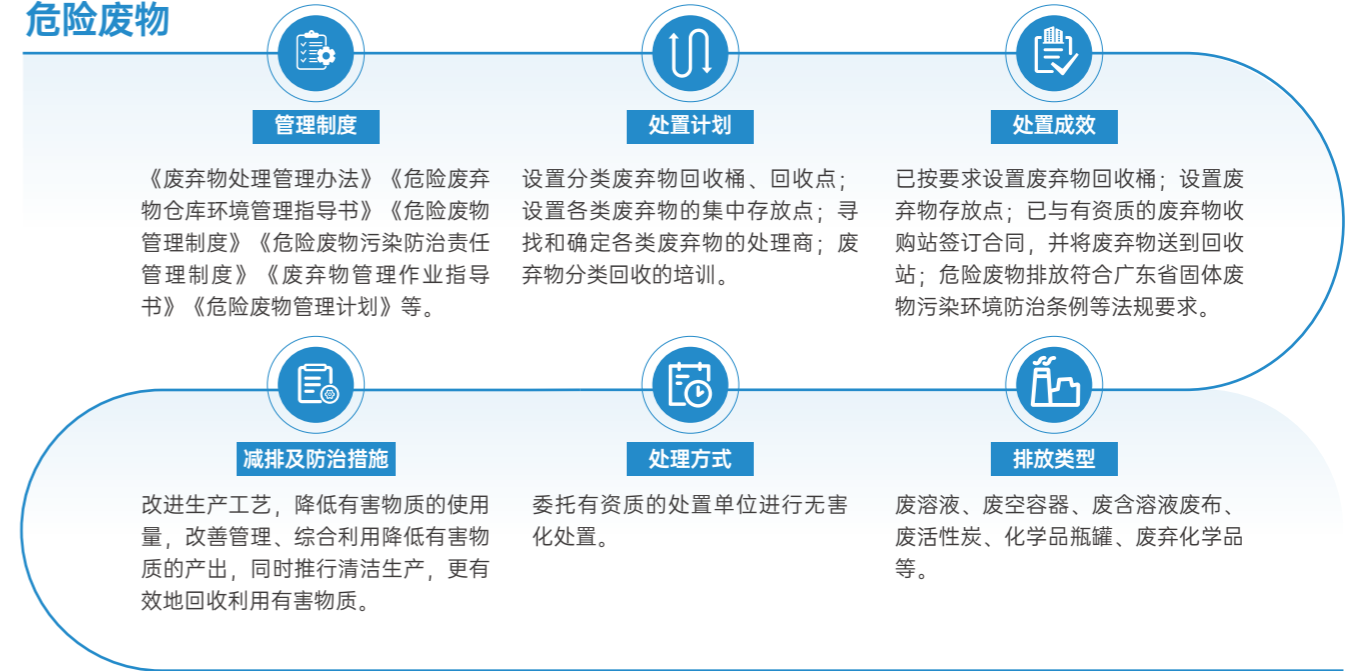 危险废物
管理制度
《废弃物处理管理办法》《危险废弃
物仓库环境管理指导书》《危险废物
管理制度》《危险废物污染防治责任
管理制度》《废弃物管理作业指导
书》《危险废物管理计划》等。
处置计划
设置分类废弃物回收桶、回收点；
设置各类废弃物的集中存放点；寻
找和确定各类废弃物的处理商；废
弃物分类回收的培训。
处置成效
已按要求设置废弃物回收桶；设置废
弃物存放点；已与有资质的废弃物收
购站签订合同，并将废弃物送到回收
站；危险废物排放符合广东省固体废
物污染环境防治条例等法规要求。
减排及防治措施
改进生产工艺，降低有害物质的使用
量，改善管理、综合利用降低有害物
质的产出，同时推行清洁生产，更有
效地回收利用有害物质。
处理方式
委托有资质的处置单位进行无害
化处置。
排放类型
废溶液、废空容器、废含溶液废布、
废活性炭、化学品瓶罐、废弃化学品
等。